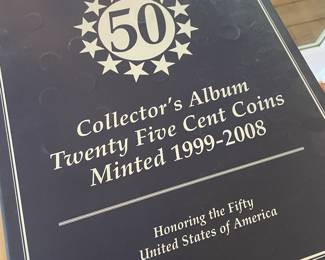 50
Collector's Album
Twenty Five Cent Coins
Minted 1999-2008
Honoring the Fifty
United States of America